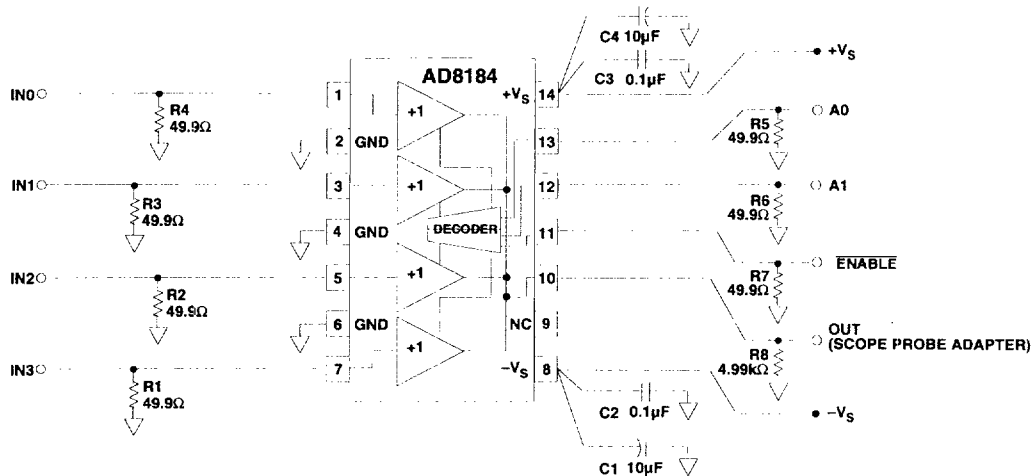 C4 10µF
+VS
C3 0.1µF
AD8184
IN0
1
+1
+VS
14
R4
49.9Ω
2
GND
13
R5
49.9Ω
A0
IN1
3
+1
12
A1
R3
49.9Ω
R6
49.9Ω
4
GND
DECODER
11
ENABLE
IN2
5
+1
10
R7
49.9Ω
R2
49.9Ω
6
GND
+1
NC
9
OUT
(SCOPE PROBE ADAPTER)
R8
4.99kΩ
IN3
7
–VS
8
R1
49.9Ω
C2 0.1µF
–VS
C1 10µF